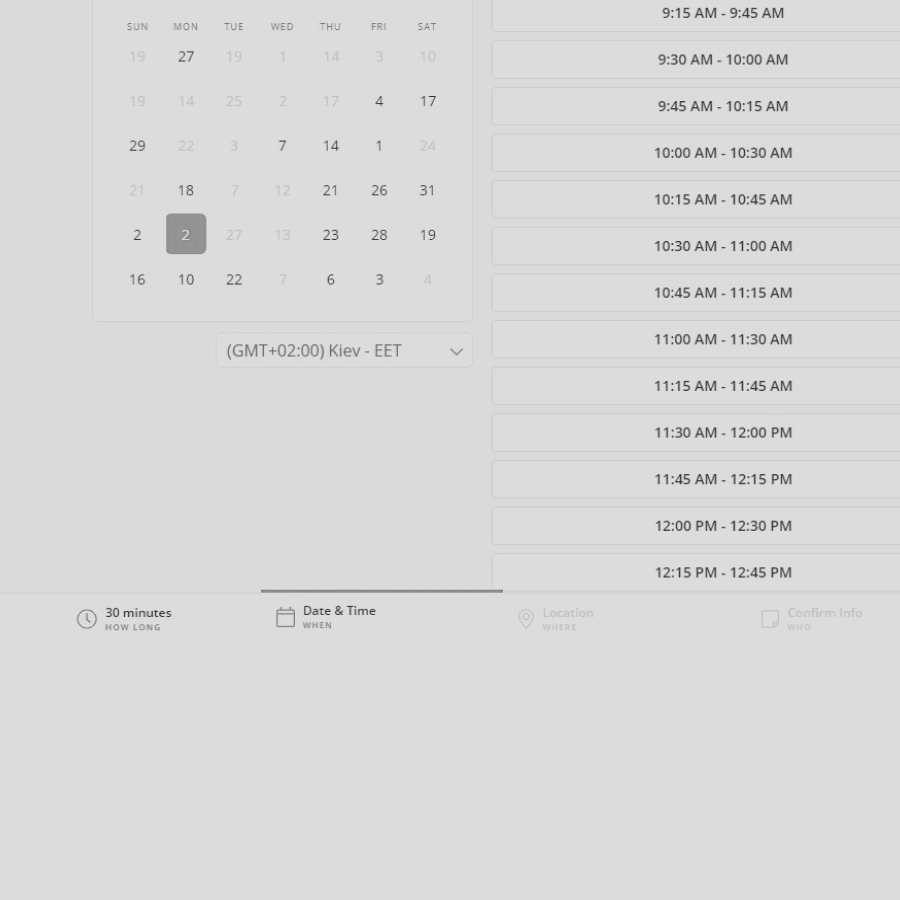 SUN MON TUE WED THU FRI SAT
19 27 19 1 14 3 10
19 14 25 2 17 4 17
29 22 3 7 14 1 24
21 18 7 12 21 26 31
2 2 27 13 23 28 19
16 10 22 7 6 3 4
(GMT+02:00) Kiev - EET
9:15 AM - 9:45 AM
9:30 AM - 10:00 AM
9:45 AM - 10:15 AM
10:00 AM - 10:30 AM
10:15 AM - 10:45 AM
10:30 AM - 11:00 AM
10:45 AM - 11:15 AM
11:00 AM - 11:30 AM
11:15 AM - 11:45 AM
11:30 AM - 12:00 PM
11:45 AM - 12:15 PM
12:00 PM - 12:30 PM
12:15 PM - 12:45 PM
30 minutes
HOW LONG
Date & Time
WHEN
Location
WHERE
Confirm Info
WHO